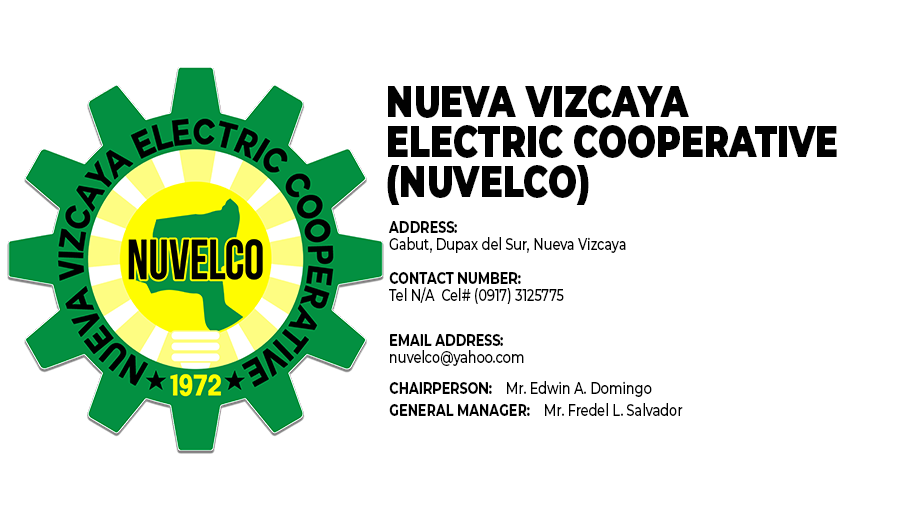 NUEVA VIZCAYA ELECTRIC COOPERATIVE
NUVELCO
★ 1972 ★
NUEVA VIZCAYA
ELECTRIC COOPERATIVE
(NUVELCO)
ADDRESS:
Gabut, Dupax del Sur, Nueva Vizcaya
CONTACT NUMBER:
Tel N/A Cel# (0917) 3125775
EMAIL ADDRESS:
nuvelco@yahoo.com
CHAIRPERSON: Mr. Edwin A. Domingo
GENERAL MANAGER: Mr. Fredel L. Salvador